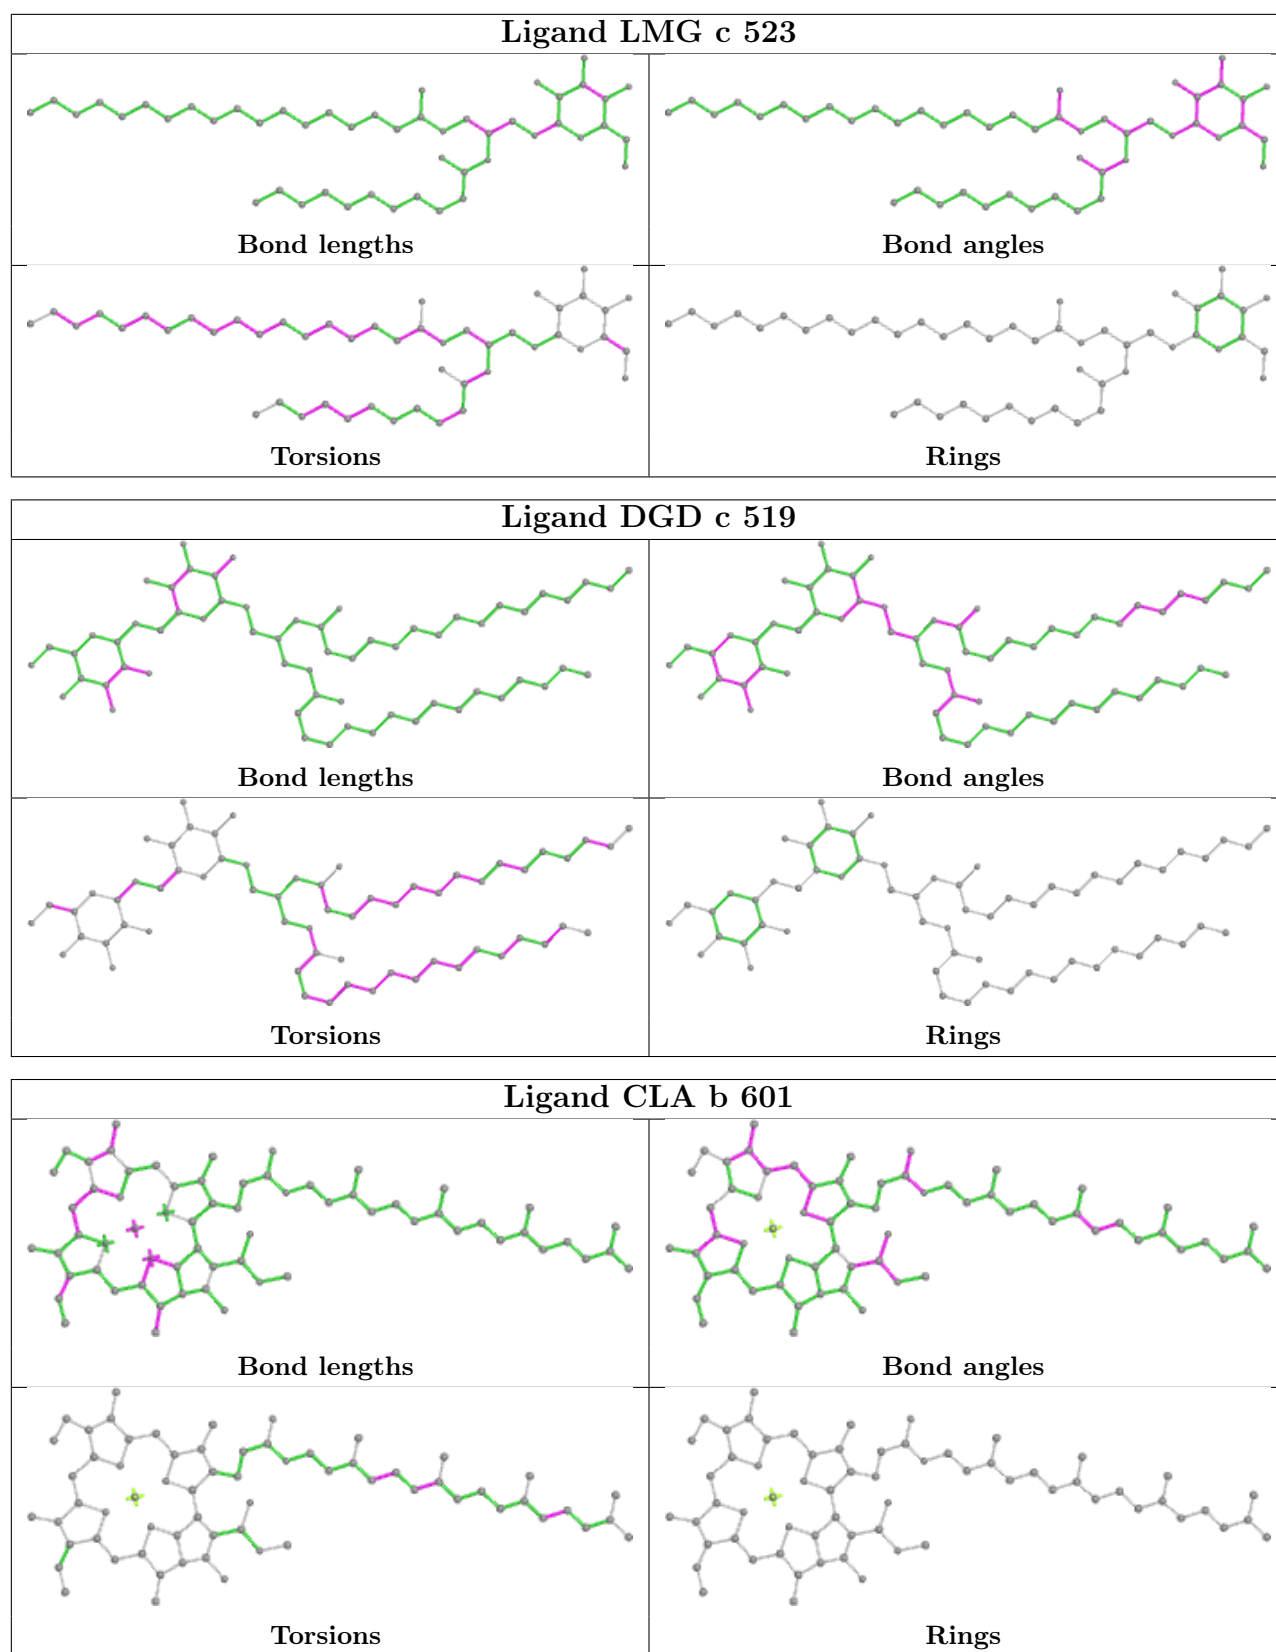 Ligand LMG c 523
Bond lengths
Bond angles
Torsions
Rings
Ligand DGD c 519
Bond lengths
Bond angles
Torsions
Rings
Ligand CLA b 601
Bond lengths
Bond angles
Torsions
Rings